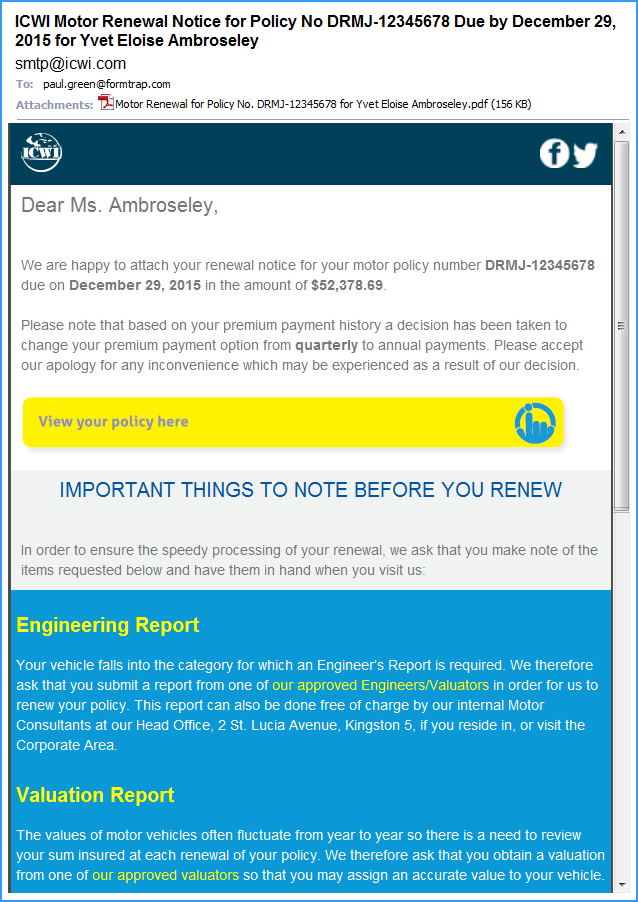 ICWI Motor Renewal Notice for Policy No DRMJ-12345678 Due by December 29,
2015 for Yvet Eloise Ambroseley
smtp@icwi.com
To: paul.green@formtrap.com
Attachments: Motor Renewal for Policy No. DRMJ-12345678 for Yvet Eloise Ambroseley.pdf (156 KB)
ICWI
Dear Ms. Ambroseley,
We are happy to attach your renewal notice for your motor policy number DRMJ-12345678
due on December 29, 2015 in the amount of $52,378.69.
Please note that based on your premium payment history a decision has been taken to
change your premium payment option from quarterly to annual payments. Please accept
our apology for any inconvenience which may be experienced as a result of our decision.
View your policy here
IMPORTANT THINGS TO NOTE BEFORE YOU RENEW
In order to ensure the speedy processing of your renewal, we ask that you make note of the
items requested below and have them in hand when you visit us:
Engineering Report
Your vehicle falls into the category for which an Engineer's Report is required. We therefore
ask that you submit a report from one of our approved Engineers/Valuators in order for us to
renew your policy. This report can also be done free of charge by our internal Motor
Consultants at our Head Office, 2 St. Lucia Avenue, Kingston 5, if you reside in, or visit the
Corporate Area.
Valuation Report
The values of motor vehicles often fluctuate from year to year so there is a need to review
your sum insured at each renewal of your policy. We therefore ask that you obtain a valuation
from one of our approved valuators so that you may assign an accurate value to your vehicle.